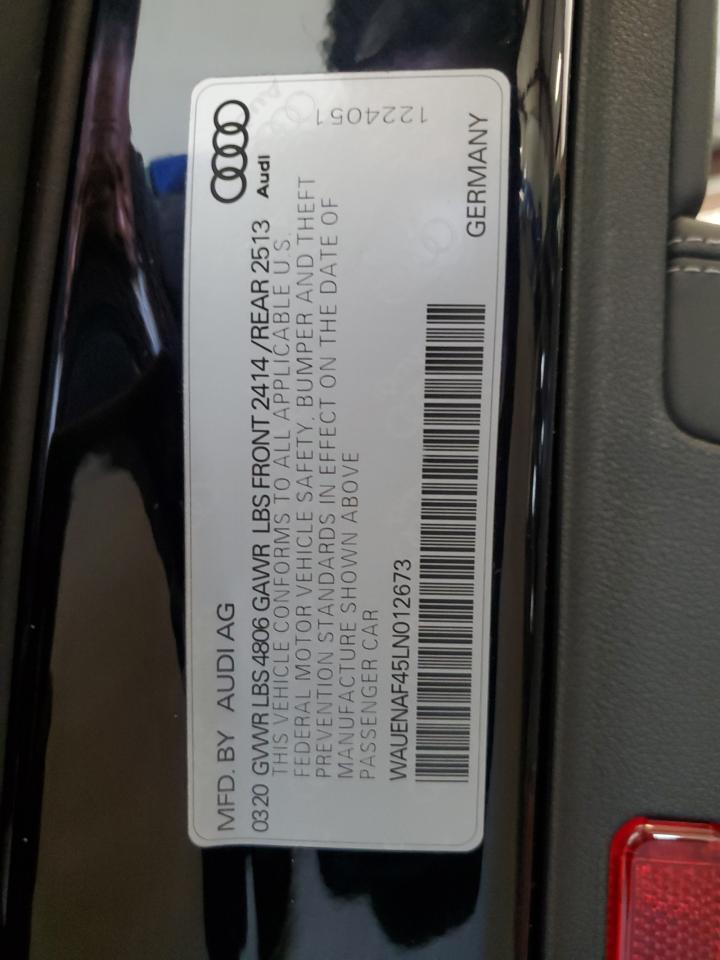 MFD. BY AUDI AG
Audi
0320 GVWR LBS 4806 GAWR LBS FRONT 2414 /REAR 2513
THIS VEHICLE CONFORMS TO ALL APPLICABLE U.S.
FEDERAL MOTOR VEHICLE SAFETY, BUMPER AND THEFT
PREVENTION STANDARDS IN EFFECT ON THE DATE OF
MANUFACTURE SHOWN ABOVE
PASSENGER CAR
1224051
WAUENAF45LN012673
GERMANY